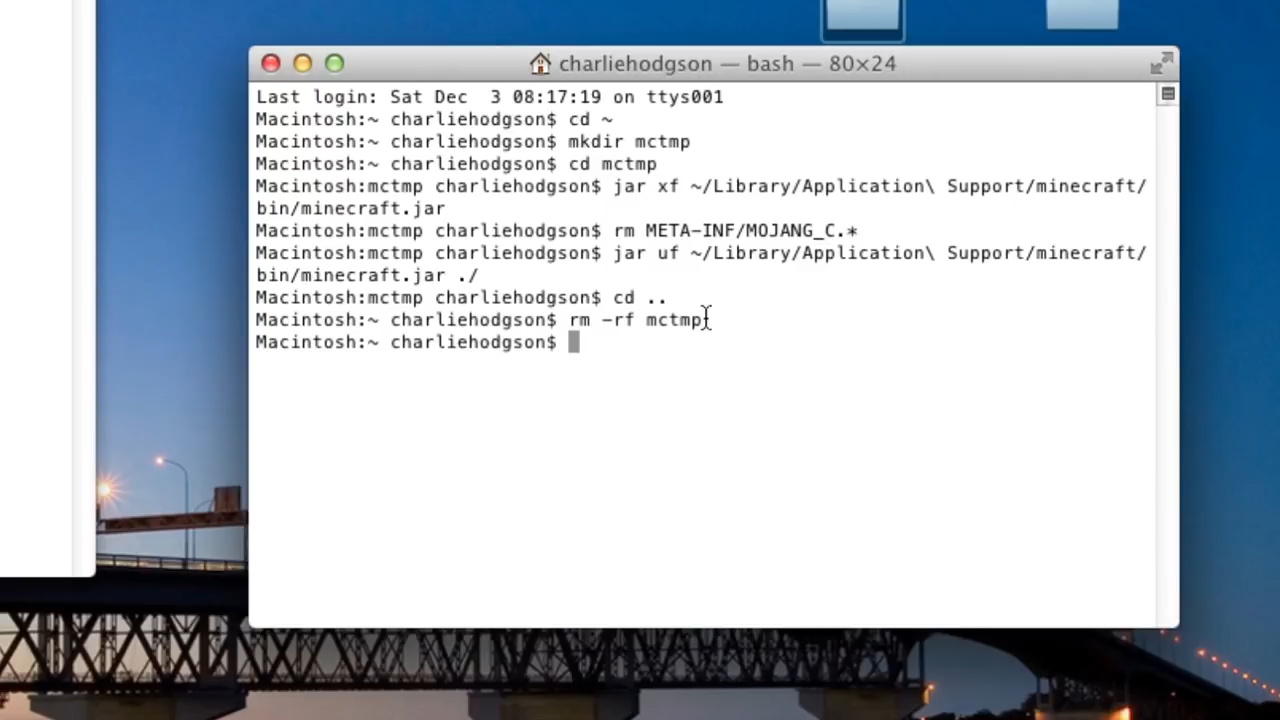 charliehodgson — bash — 80×24
Last login: Sat Dec  3 08:17:19 on ttys001
Macintosh:~ charliehodgson$ cd ~
Macintosh:~ charliehodgson$ mkdir mctmp
Macintosh:~ charliehodgson$ cd mctmp
Macintosh:mctmp charliehodgson$ jar xf ~/Library/Application\ Support/minecraft/
bin/minecraft.jar
Macintosh:mctmp charliehodgson$ rm META-INF/MOJANG_C.*
Macintosh:mctmp charliehodgson$ jar uf ~/Library/Application\ Support/minecraft/
bin/minecraft.jar ./
Macintosh:mctmp charliehodgson$ cd ..
Macintosh:~ charliehodgson$ rm -rf mctmp
Macintosh:~ charliehodgson$